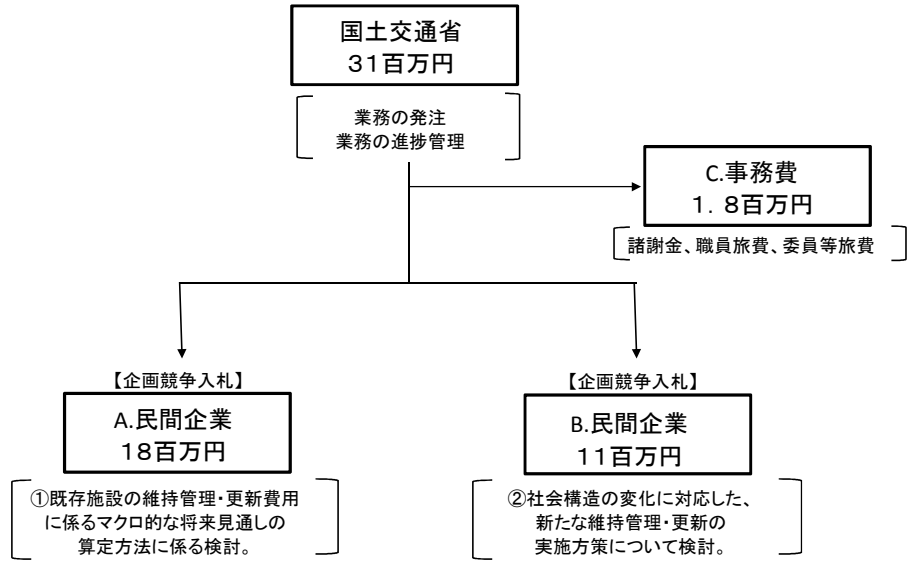 国土交通省
31百万円
業務の発注
業務の進捗管理
C.事務費
1.8百万円
諸謝金、職員旅費、委員等旅費
【企画競争入札】
A.民間企業
18百万円
①既存施設の維持管理・更新費用
に係るマクロ的な将来見通しの
算定方法に係る検討。
【企画競争入札】
B.民間企業
11百万円
②社会構造の変化に対応した、
新たな維持管理・更新の
実施方策について検討。